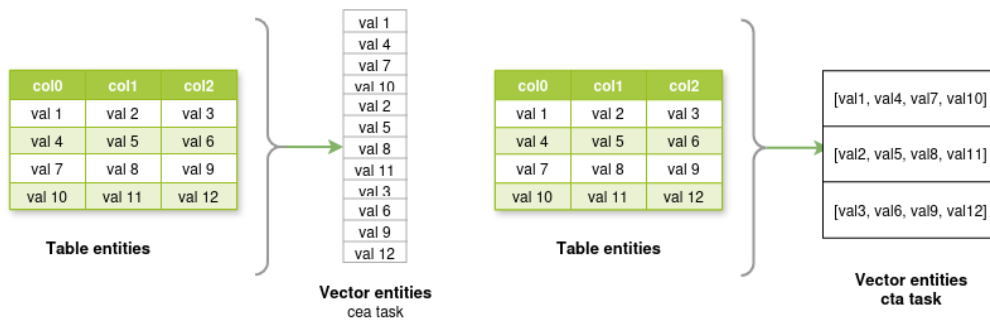 col0 col1 col2
val 1 val 2 val 3
val 4 val 5 val 6
val 7 val 8 val 9
val 10 val 11 val 12
Table entities
val 1
val 4
val 7
val 10
val 2
val 5
val 8
val 11
val 3
val 6
val 9
val 12
Vector entities
cea task
col0 col1 col2
val 1 val 2 val 3
val 4 val 5 val 6
val 7 val 8 val 9
val 10 val 11 val 12
Table entities
[val1, val4, val7, val10]
[val2, val5, val8, val11]
[val3, val6, val9, val12]
Vector entities
cta task